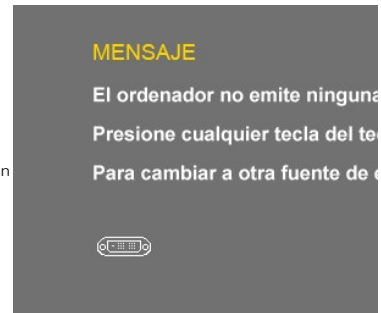 MENSAJE
El ordenador no emite ninguna
Presione cualquier tecla del te
n
Para cambiar a otra fuente de e